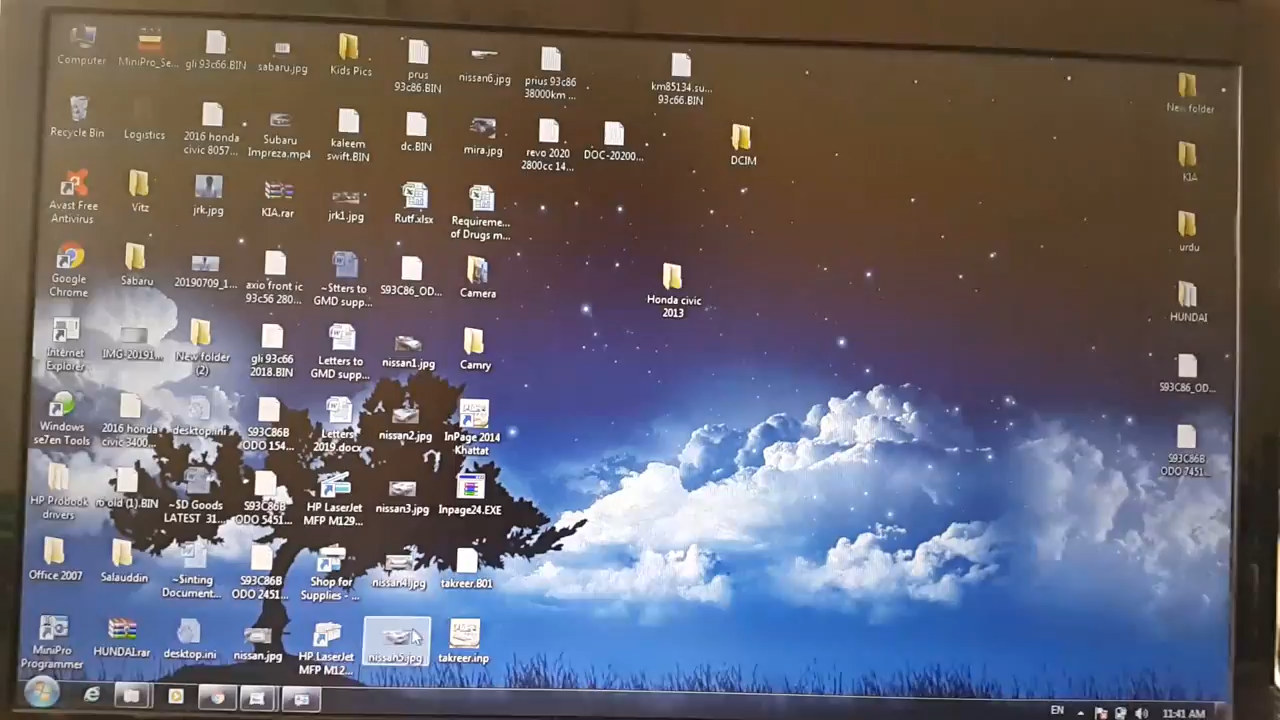 Computer
MiniPro_Se...
gli 93c66.BIN
saburu.jpg
Kids Pics
prus
93c86.BIN
nissan6.jpg
prius 93c86
38000km ...
km85134.su...
93c66.BIN
New folder
Recycle Bin
Logistics
2016 honda
civic 8057...
Subaru
Impreza.mp4
kaleem
swift.BIN
dc.BIN
mira.jpg
revo 2020
2800cc 14...
DOC-20200...
DCIM
KIA
Avast Free
Antivirus
Vitz
jrk.jpg
KIA.rar
jrk1.jpg
Rutf.xlsx
Requireme...
of Drugs m...
urdu
Google
Chrome
Saburu
20190709_1...
axio front ic
93c56 280...
~$tters to
GMD supp...
S93C86_OD...
Camera
Honda civic
2013
HUNDAI
Internet
Explorer
IMG-20191...
New folder
(2)
gli 93c66
2018.BIN
Letters to
GMD supp...
nissan1.jpg
Camry
S93C86_OD...
Windows
se7en Tools
2016 honda
civic 3400...
desktop.ini
S93C86B
ODO 154...
Letters
2019.docx
nissan2.jpg
InPage 2014
Khattat
S93C86B
ODO 7451...
HP Probook
drivers
ro old (1).BIN
~$D Goods
LATEST 31...
S93C86B
ODO 5451...
HP LaserJet
MFP M129...
nissan3.jpg
Inpage24.EXE
Office 2007
Salauddin
~$inting
Document...
S93C86B
ODO 2451...
Shop for
Supplies - ...
nissan4.jpg
takreer.B01
MiniPro
Programmer
HUNDAI.rar
desktop.ini
nissan.jpg
HP LaserJet
MFP M12...
nissan5.jpg
takreer.inp
EN
11:41 AM